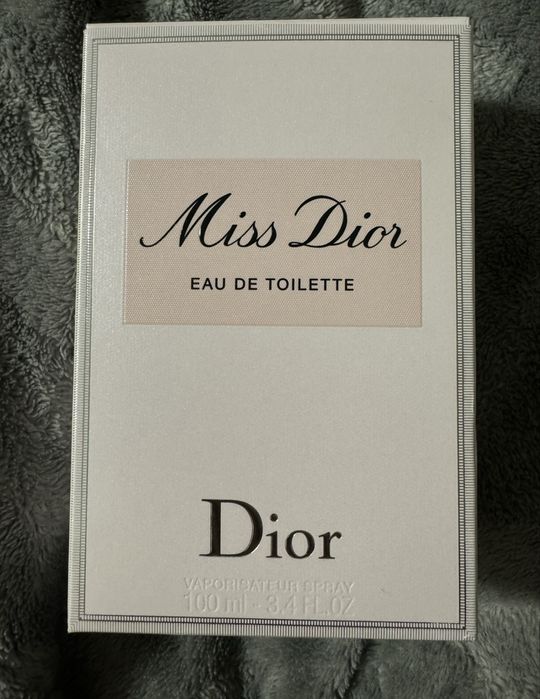 Miss Dior
EAU DE TOILETTE
Dior
VAPORISATEUR SPRAY
100 ml - 3.4 FL.OZ